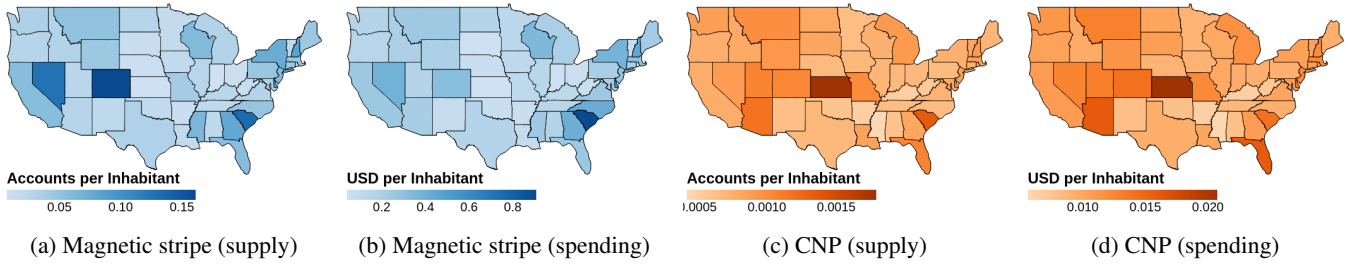 Accounts per Inhabitant
0.05 0.10 0.15
(a) Magnetic stripe (supply)
USD per Inhabitant
0.2 0.4 0.6 0.8
(b) Magnetic stripe (spending)
Accounts per Inhabitant
.0005 0.0010 0.0015
(c) CNP (supply)
USD per Inhabitant
0.010 0.015 0.020
(d) CNP (spending)